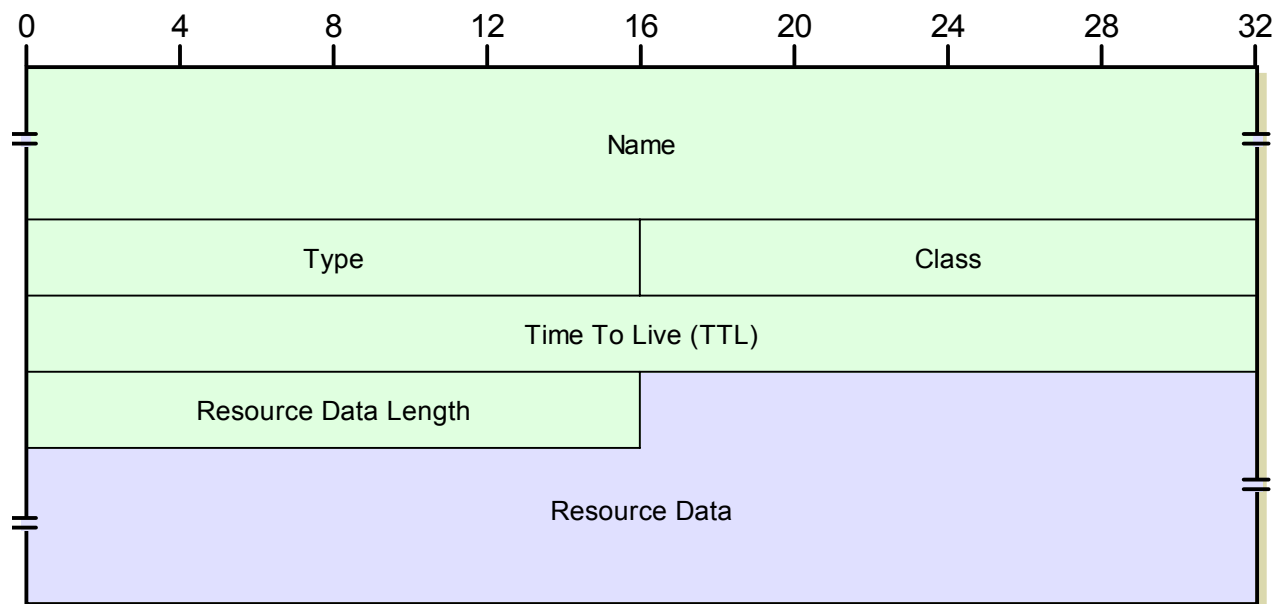 0 4 8 12 16 20 24 28 32
Name
Type Class
Time To Live (TTL)
Resource Data Length
Resource Data